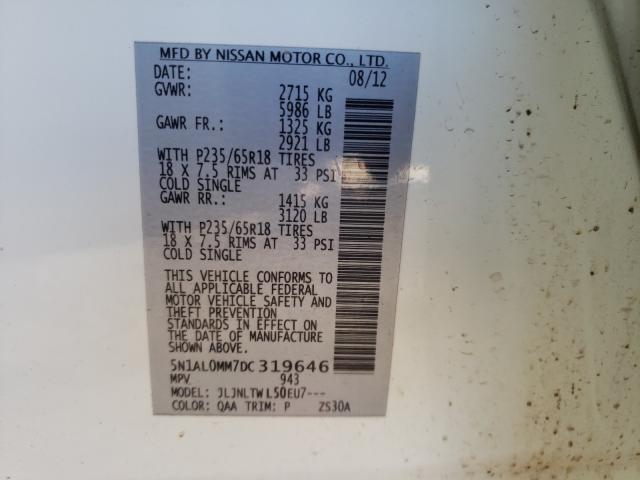 MFD BY NISSAN MOTOR CO., LTD.
DATE: 08/12
GVWR: 2715 KG
5986 LB
GAWR FR.: 1325 KG
2921 LB
WITH P235/65R18 TIRES
18 X 7.5 RIMS AT 33 PSI
COLD SINGLE
GAWR RR.: 1415 KG
3120 LB
WITH P235/65R18 TIRES
18 X 7.5 RIMS AT 33 PSI
COLD SINGLE
THIS VEHICLE CONFORMS TO
ALL APPLICABLE FEDERAL
MOTOR VEHICLE SAFETY AND
THEFT PREVENTION
STANDARDS IN EFFECT ON
THE DATE OF MANUFACTURE
SHOWN ABOVE.
5N1AL0MM7DC319646
MPV 943
MODEL: JLJNLTW L50EU7---
COLOR: QAA TRIM: P ZS30A